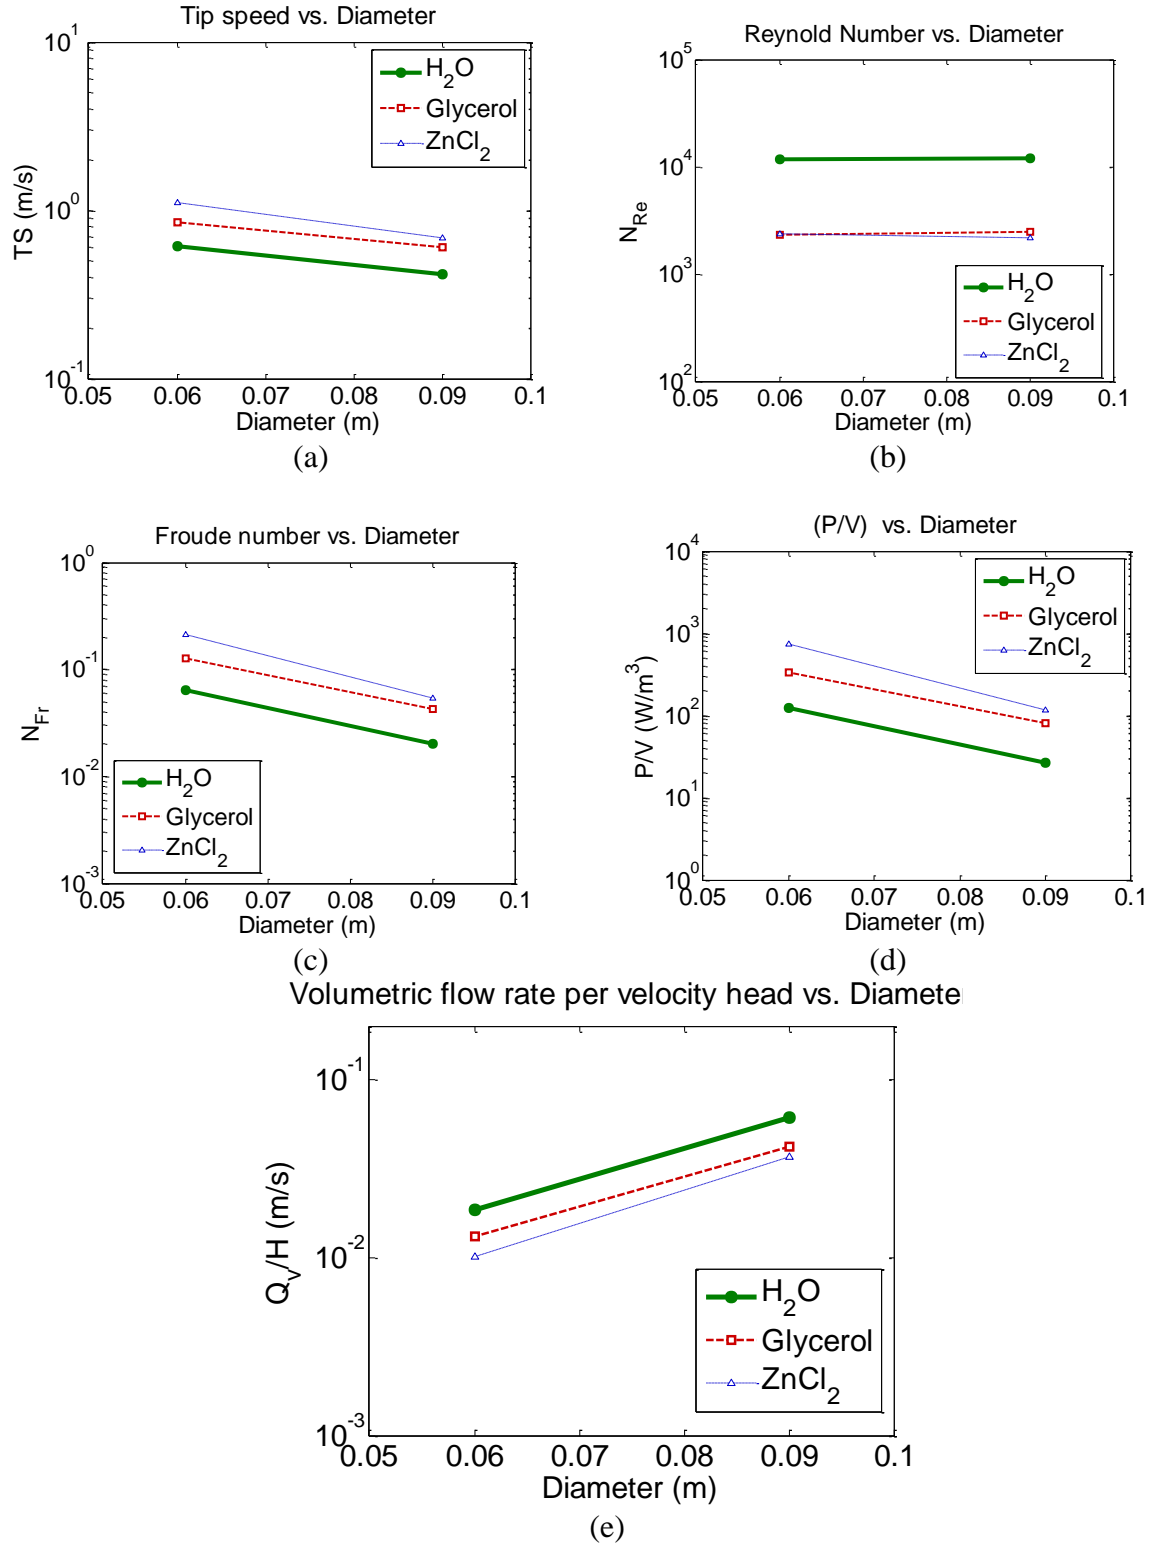 Tip speed vs. Diameter
10^1
10^0
10^-1
TS (m/s)
H2O
Glycerol
ZnCl2
0.05 0.06 0.07 0.08 0.09 0.1
Diameter (m)
(a)
Reynold Number vs. Diameter
10^5
10^4
10^3
10^2
N_Re
H2O
Glycerol
ZnCl2
0.05 0.06 0.07 0.08 0.09 0.1
Diameter (m)
(b)
Froude number vs. Diameter
10^0
10^-1
10^-2
10^-3
N_Fr
H2O
Glycerol
ZnCl2
0.05 0.06 0.07 0.08 0.09 0.1
Diameter (m)
(c)
(P/V) vs. Diameter
10^4
10^3
10^2
10^1
10^0
P/V (W/m^3)
H2O
Glycerol
ZnCl2
0.05 0.06 0.07 0.08 0.09 0.1
Diameter (m)
(d)
Volumetric flow rate per velocity head vs. Diamete
10^-1
10^-2
10^-3
Q_v/H (m/s)
H2O
Glycerol
ZnCl2
0.05 0.06 0.07 0.08 0.09 0.1
Diameter (m)
(e)